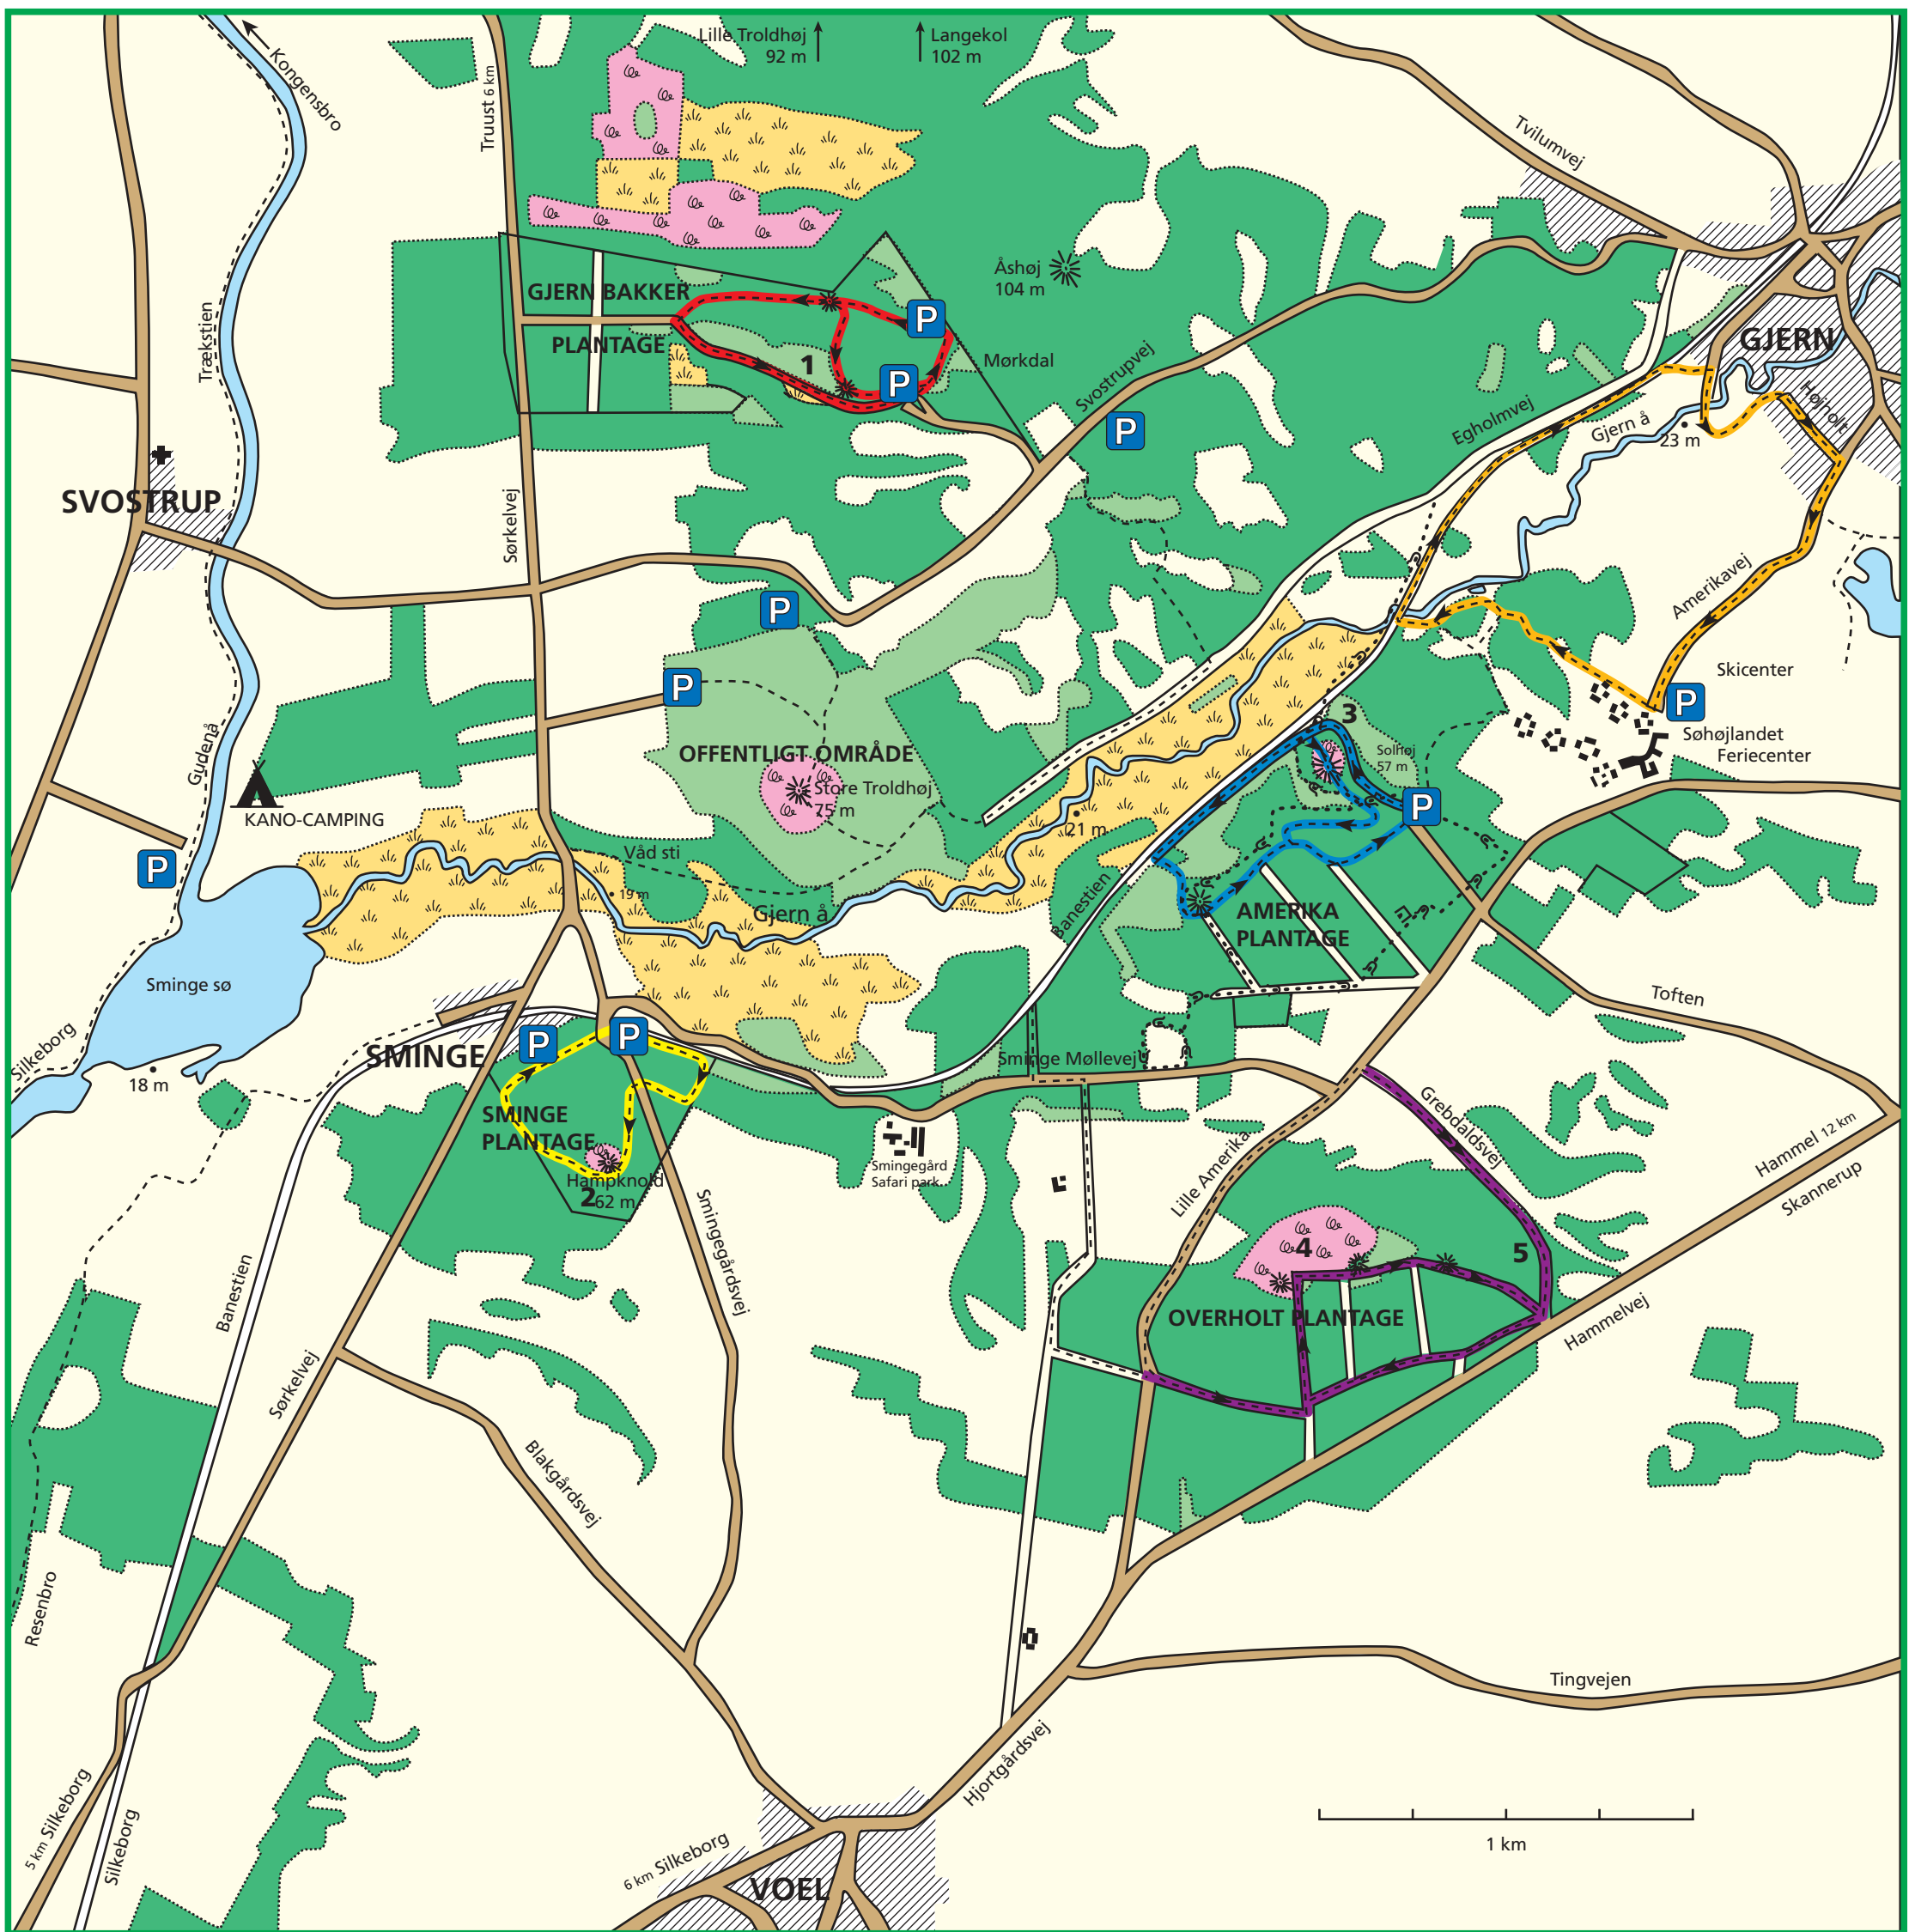 Lille Troldhøj
92 m
Langekol
102 m
Kongensbro
Truust 6 km
Tvilumvej
Åshøj
104 m
GJERN BAKKER
PLANTAGE
P
1
P
Mørkdal
Svostrupvej
P
Trækstien
GJERN
Højholt
Egholmvej
Gjern å
23 m
SVOSTRUP
Sørkelvej
Amerikavej
P
P
Skicenter
P
Søhøjlandet
Feriecenter
3
Solhøj
57 m
P
OFFENTLIGT OMRÅDE
Store Troldhøj
75 m
Gudenå
KANO-CAMPING
P
21 m
Våd sti
19 m
Gjern å
Banestien
AMERIKA
PLANTAGE
Sminge sø
Toften
Silkeborg
18 m
SMINGE
P
P
Sminge Møllevej
SMINGE
PLANTAGE
Hampknold
2
62 m
Smingegård
Safari park
Grebdaldsvej
Hammel 12 km
Skannerup
Lille Amerika
Smingegårdsvej
4
5
OVERHOLT PLANTAGE
Hammelvej
Banestien
Sørkelvej
Blakgårdsvej
Resenbro
Tingvejen
Hjortgårdsvej
5 km Silkeborg
Silkeborg
6 km Silkeborg
VOEL
1 km